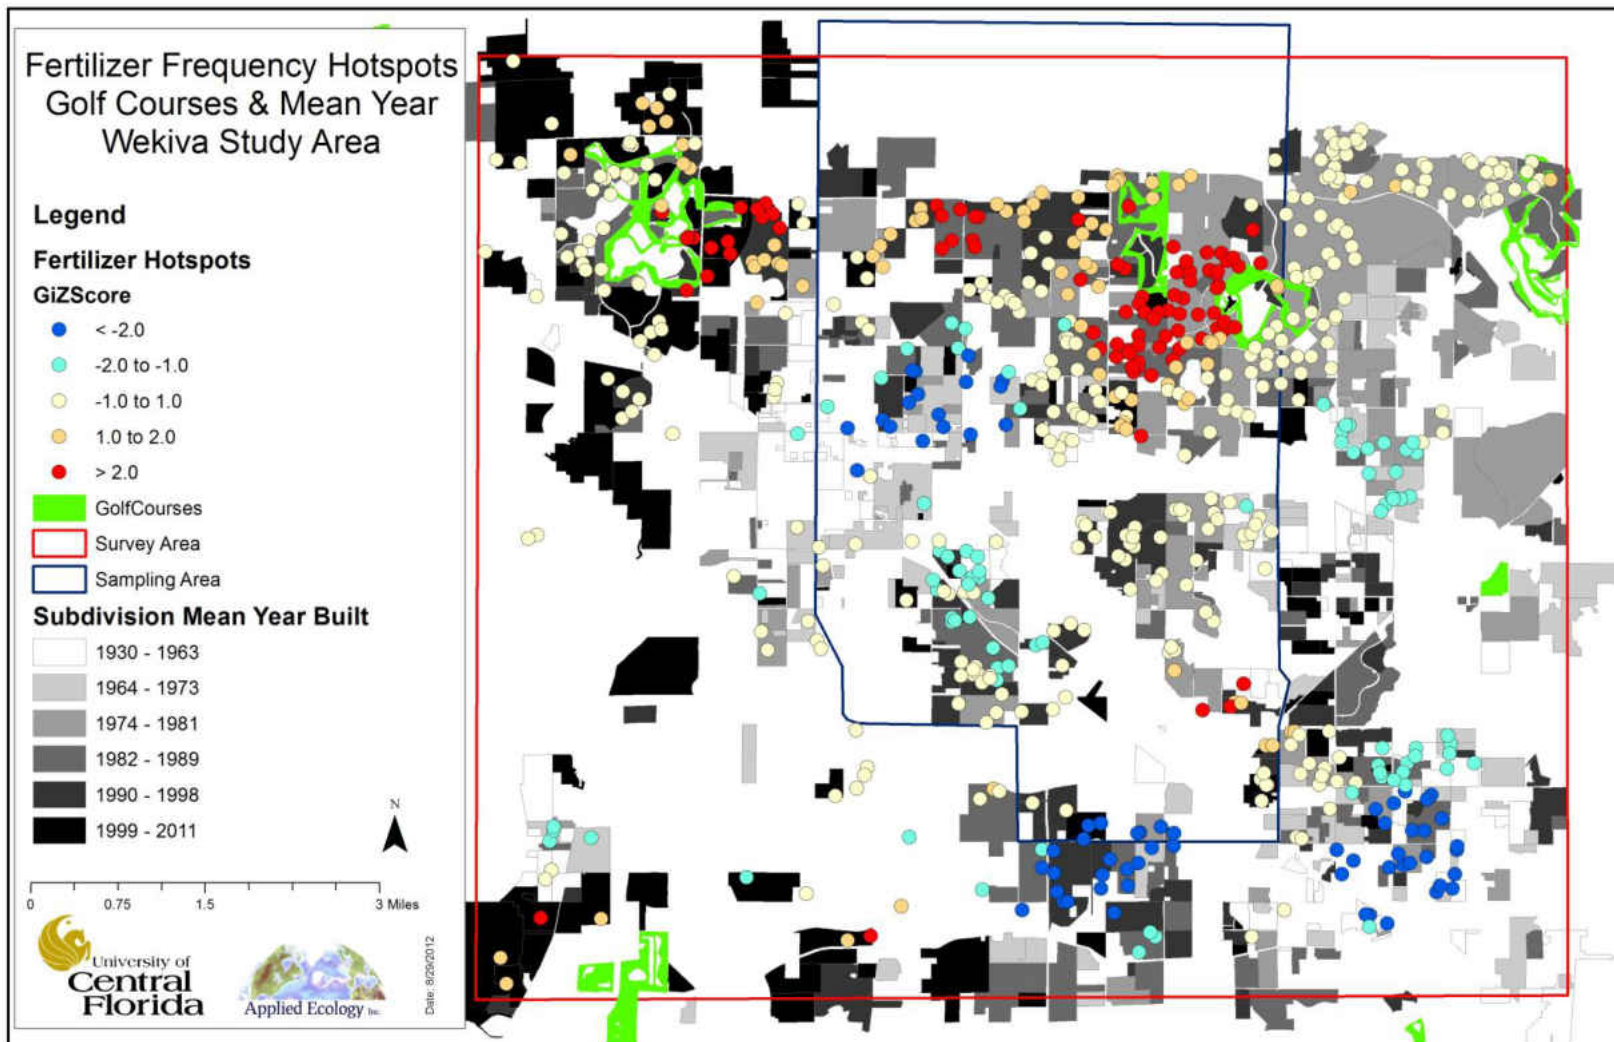 Fertilizer Frequency Hotspots
Golf Courses & Mean Year
Wekiva Study Area
Legend
Fertilizer Hotspots
GiZScore
< -2.0
-2.0 to -1.0
-1.0 to 1.0
1.0 to 2.0
> 2.0
GolfCourses
Survey Area
Sampling Area
Subdivision Mean Year Built
1930 - 1963
1964 - 1973
1974 - 1981
1982 - 1989
1990 - 1998
1999 - 2011
N
0 0.75 1.5 3 Miles
University of
Central
Florida
Applied Ecology Inc.
Date: 8/29/2012